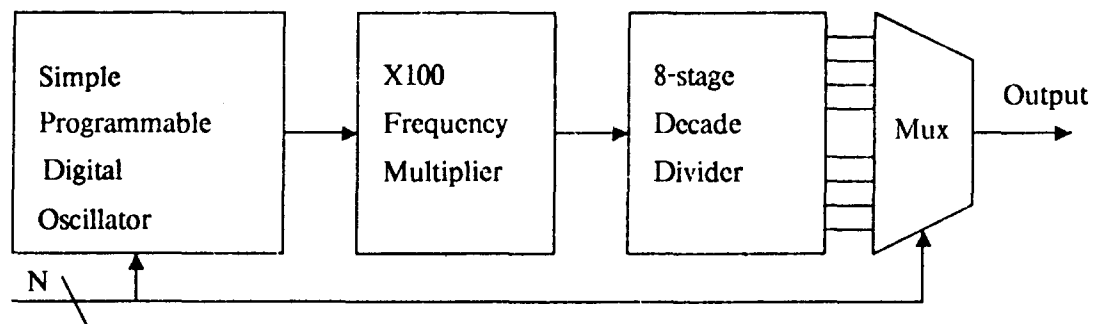 Simple
Programmable
Digital
Oscillator
X100
Frequency
Multiplier
8-stage
Decade
Divider
Mux
Output
N